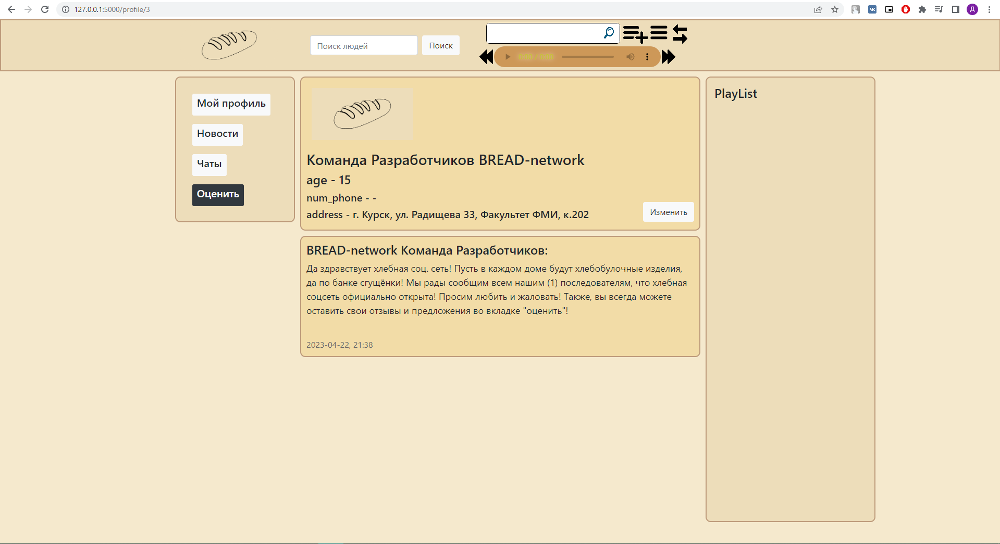 127.0.0.1:5000/profile/3
Д
Поиск людей
Поиск
0:00 / 0:00
Мой профиль
Новости
Чаты
Оценить
Команда Разработчиков BREAD-network
age - 15
num_phone - -
address - г. Курск, ул. Радищева 33, Факультет ФМИ, к.202
Изменить
BREAD-network Команда Разработчиков:
Да здравствует хлебная соц. сеть! Пусть в каждом доме будут хлебобулочные изделия,
да по банке сгущёнки! Мы рады сообщим всем нашим (1) последователям, что хлебная
соцсеть официально открыта! Просим любить и жаловать! Также, вы всегда можете
оставить свои отзывы и предложения во вкладке "оценить"!
2023-04-22, 21:38
PlayList